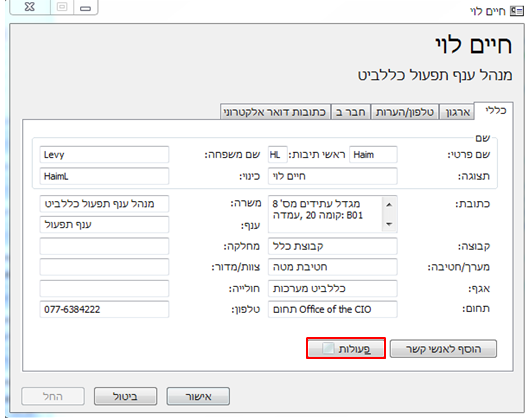 חיים לוי
חיים לוי
מנהל ענף תפעול כללביט
כללי ארגון טלפון/הערות חבר ב כתובות דואר אלקטרוני
שם
שם פרטי: Haim ראשי תיבות: HL שם משפחה: Levy
תצוגה: חיים לוי כינוי: HaimL
כתובת: מגדל עתידים מס' 8 משרה: מנהל ענף תפעול כללביט
קומה 20, עמדה: B01 ענף: ענף תפעול
קבוצה: קבוצת כלל מחלקה:
מערך/חטיבה: חטיבת מטה צוות/מדור:
אגף: כללביט מערכות חולייה:
תחום: תחום Office of the CIO טלפון: 077-6384222
הוסף לאנשי קשר פעולות
אישור ביטול החל